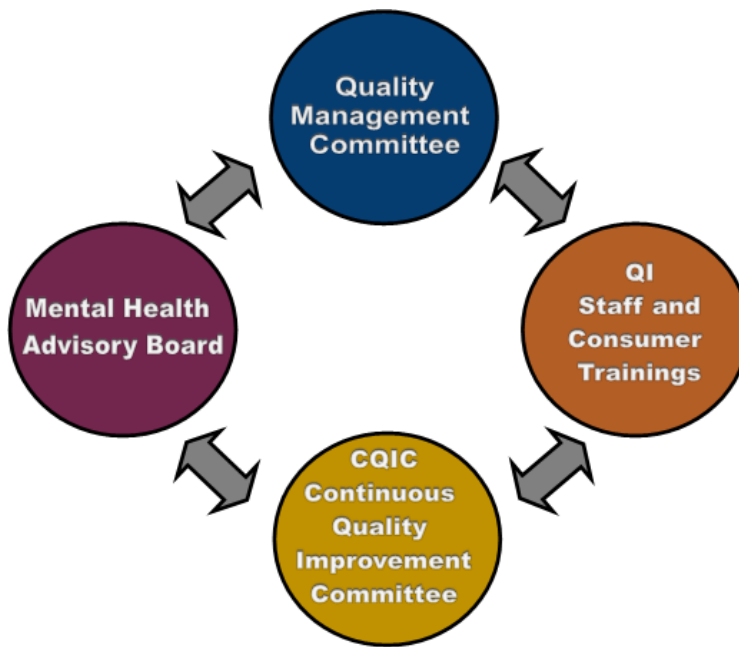 Quality
Management
Committee
Mental Health
Advisory Board
QI
Staff and
Consumer
Trainings
CQIC
Continuous
Quality
Improvement
Committee